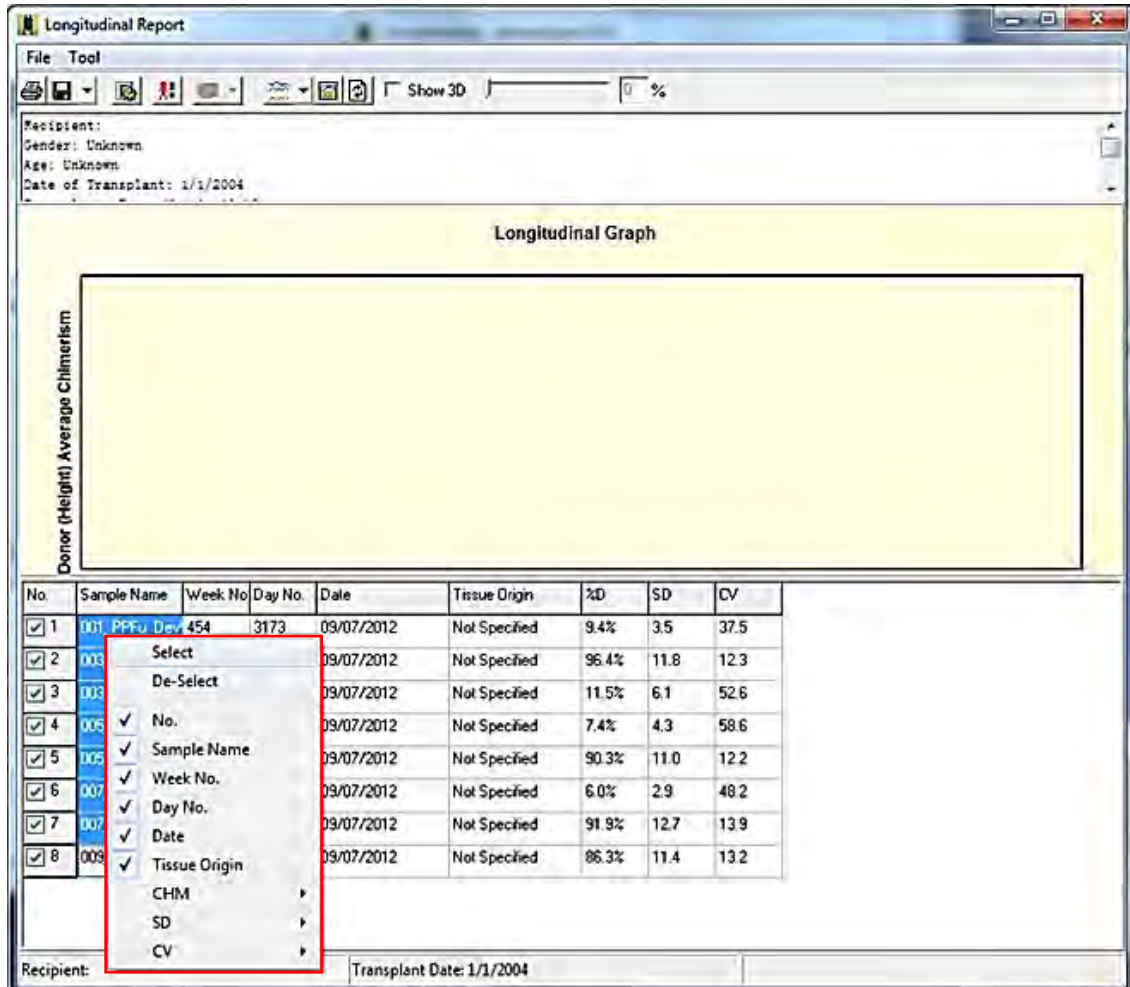 Longitudinal Report
File Tool
Show 3D 0 %
Recipient:
Gender: Unknown
Age: Unknown
Date of Transplant: 1/1/2004
Longitudinal Graph
Donor (Height) Average Chimerism
No. Sample Name Week No Day No. Date Tissue Origin %D SD CV
1 001_PPFu_Dev 454 3173 09/07/2012 Not Specified 9.4% 3.5 37.5
2 003 09/07/2012 Not Specified 96.4% 11.8 12.3
3 003 09/07/2012 Not Specified 11.5% 6.1 52.6
4 005 09/07/2012 Not Specified 7.4% 4.3 58.6
5 005 09/07/2012 Not Specified 90.3% 11.0 12.2
6 007 09/07/2012 Not Specified 6.0% 2.9 48.2
7 007 09/07/2012 Not Specified 91.9% 12.7 13.9
8 009 09/07/2012 Not Specified 86.3% 11.4 13.2
Select
De-Select
No.
Sample Name
Week No.
Day No.
Date
Tissue Origin
CHM
SD
CV
Recipient: Transplant Date: 1/1/2004